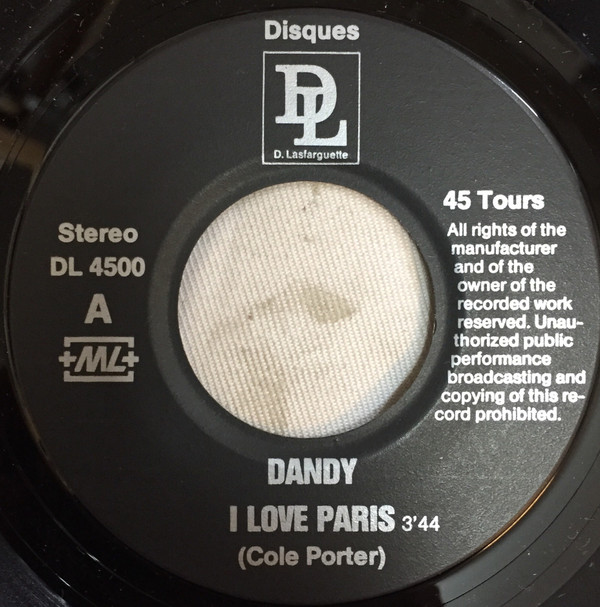 Disques
DL
D. Lasfarguette
45 Tours
All rights of the
manufacturer
and of the
owner of the
recorded work
reserved. Unau-
thorized public
performance
broadcasting and
copying of this re-
cord prohibited.
Stereo
DL 4500
A
+ML+
DANDY
I LOVE PARIS 3'44
(Cole Porter)